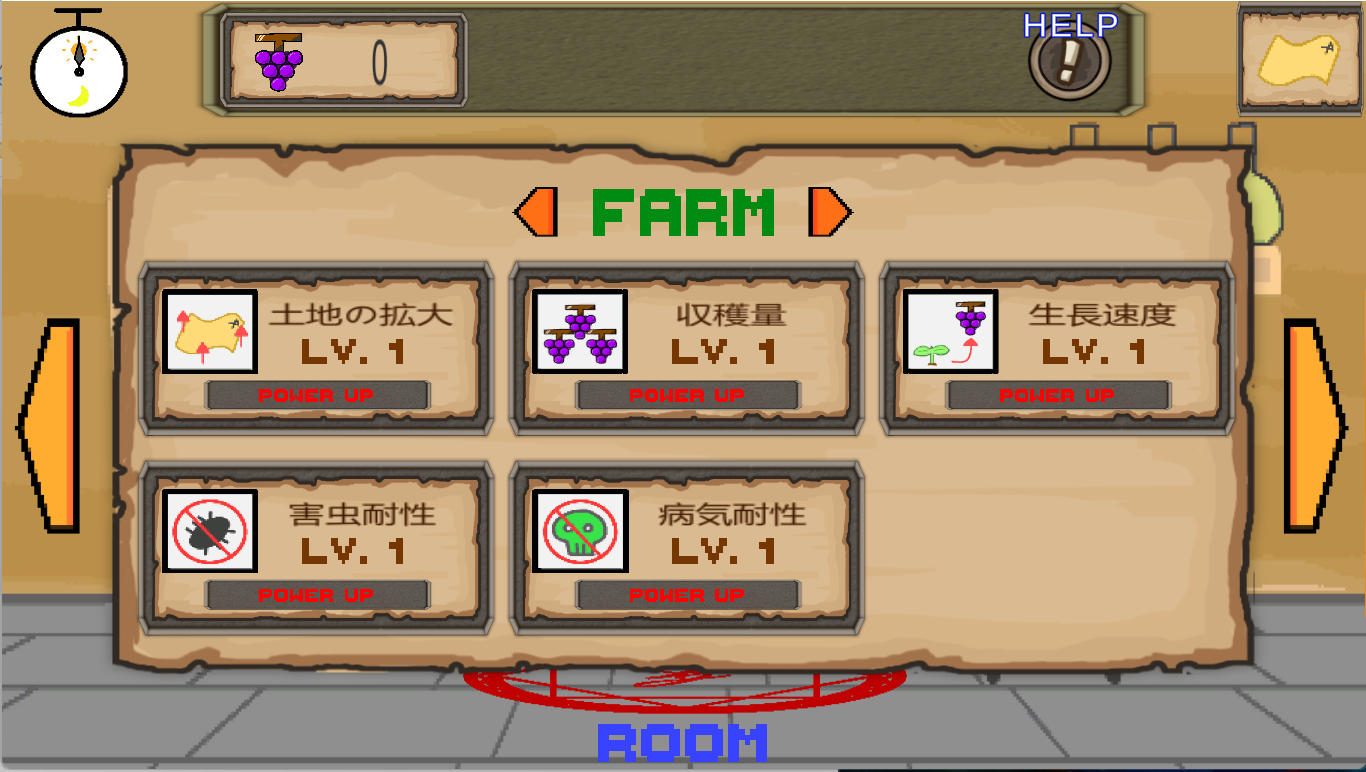 0
HELP
FARM
土地の拡大
LV. 1
POWER UP
収穫量
LV. 1
POWER UP
生長速度
LV. 1
POWER UP
害虫耐性
LV. 1
POWER UP
病気耐性
LV. 1
POWER UP
ROOM